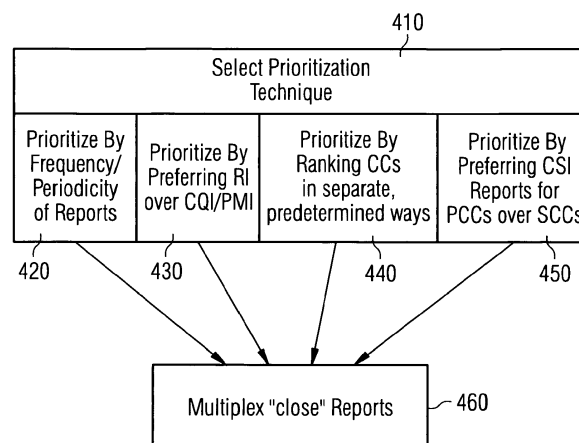 410
Select Prioritization
Technique
Prioritize By
Frequency/
Periodicity
of Reports
Prioritize By
Preferring RI
over CQI/PMI
Prioritize By
Ranking CCs
in separate,
predetermined ways
Prioritize By
Preferring CSI
Reports for
PCCs over SCCs
420
430
440
450
Multiplex "close" Reports
460